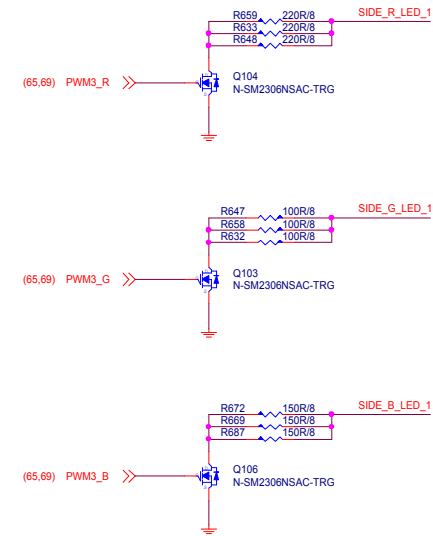 R659 220R/8 SIDE_R_LED_1
R633 220R/8
R648 220R/8
(65,69) PWM3_R
Q104
N-SM2306NSAC-TRG
R647 100R/8 SIDE_G_LED_1
R658 100R/8
R632 100R/8
(65,69) PWM3_G
Q103
N-SM2306NSAC-TRG
R672 150R/8 SIDE_B_LED_1
R669 150R/8
R687 150R/8
(65,69) PWM3_B
Q106
N-SM2306NSAC-TRG